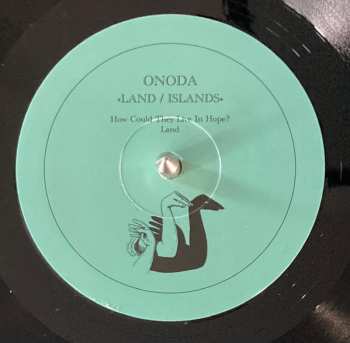 ONODA
•LAND / ISLANDS•
How Could They Live In Hope?
Land